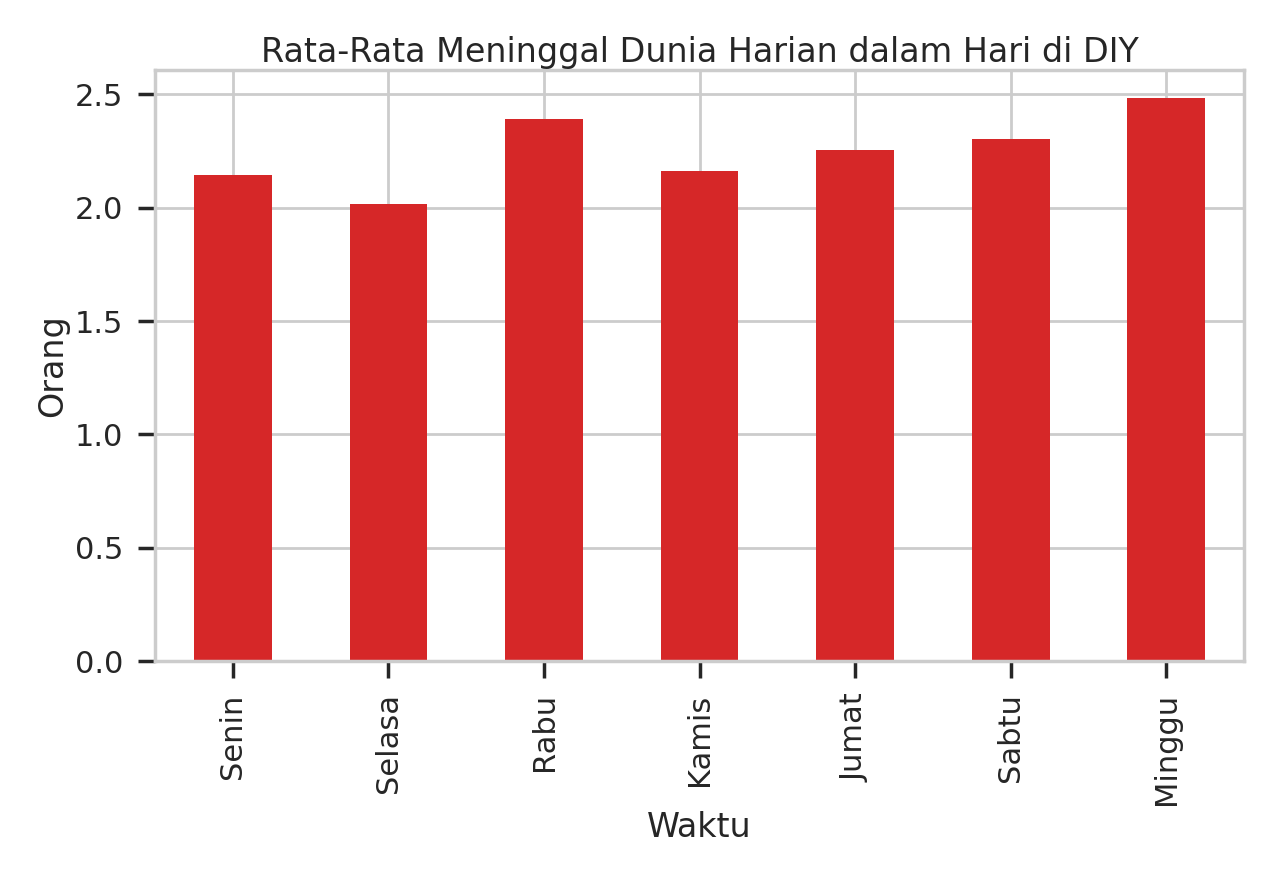 Rata-Rata Meninggal Dunia Harian dalam Hari di DIY
2.5
2.0
1.5
1.0
0.5
0.0
Orang
Senin
Selasa
Rabu
Kamis
Jumat
Sabtu
Minggu
Waktu